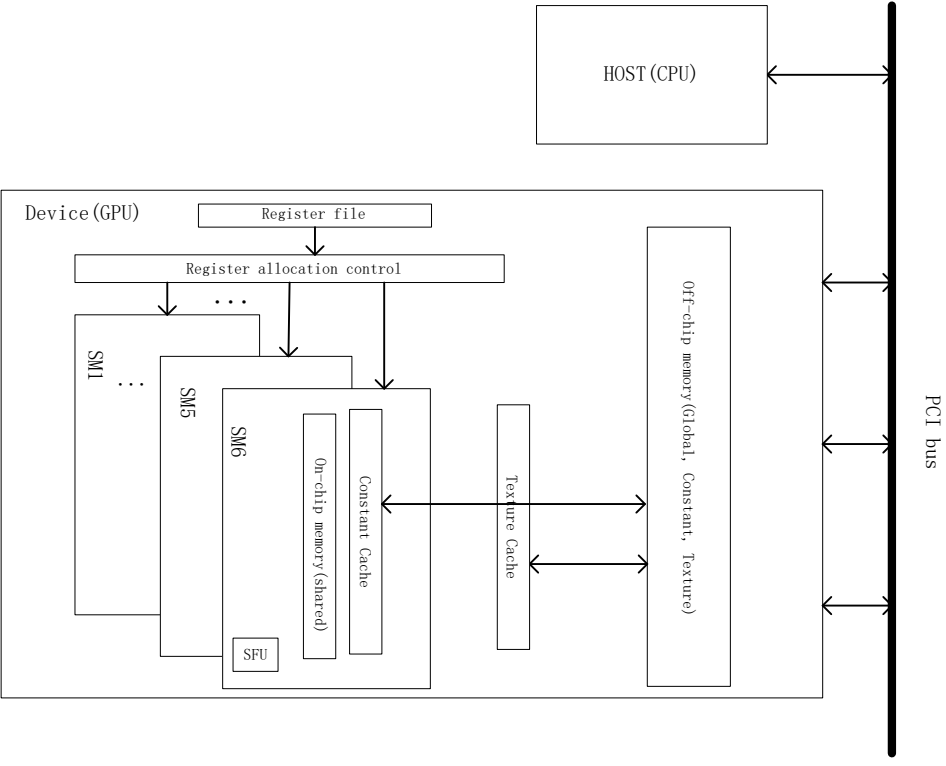 HOST(CPU)
Device(GPU)
Register file
Register allocation control
...
SM1
...
SM5
SM6
On-chip memory(shared)
Constant Cache
SFU
Texture Cache
Off-chip memory(Global, Constant, Texture)
PCI bus